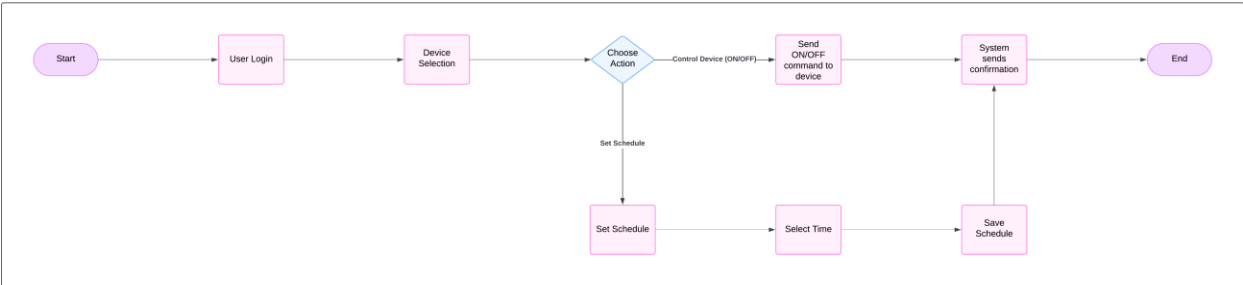 Start
User Login
Device
Selection
Choose
Action
Control Device (ON/OFF)
Send
ON/OFF
command to
device
System
sends
confirmation
End
Set Schedule
Set Schedule
Select Time
Save
Schedule